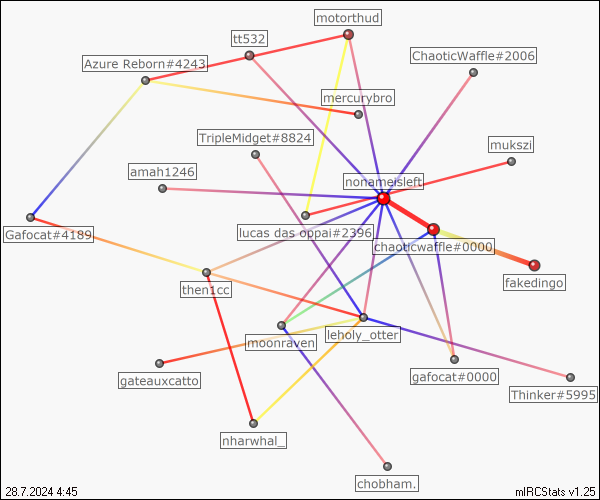 motorthud
tt532
ChaoticWaffle#2006
Azure Reborn#4243
mercurybro
TripleMidget#8824
mukszi
amah1246
nonameisleft
lucas das oppai#2396
Gafocat#4189
chaoticwaffle#0000
fakedingo
then1cc
moonraven
leholy_otter
gateauxcatto
gafocat#0000
Thinker#5995
nharwhal_
chobham.
28.7.2024 4:45
mIRCStats v1.25